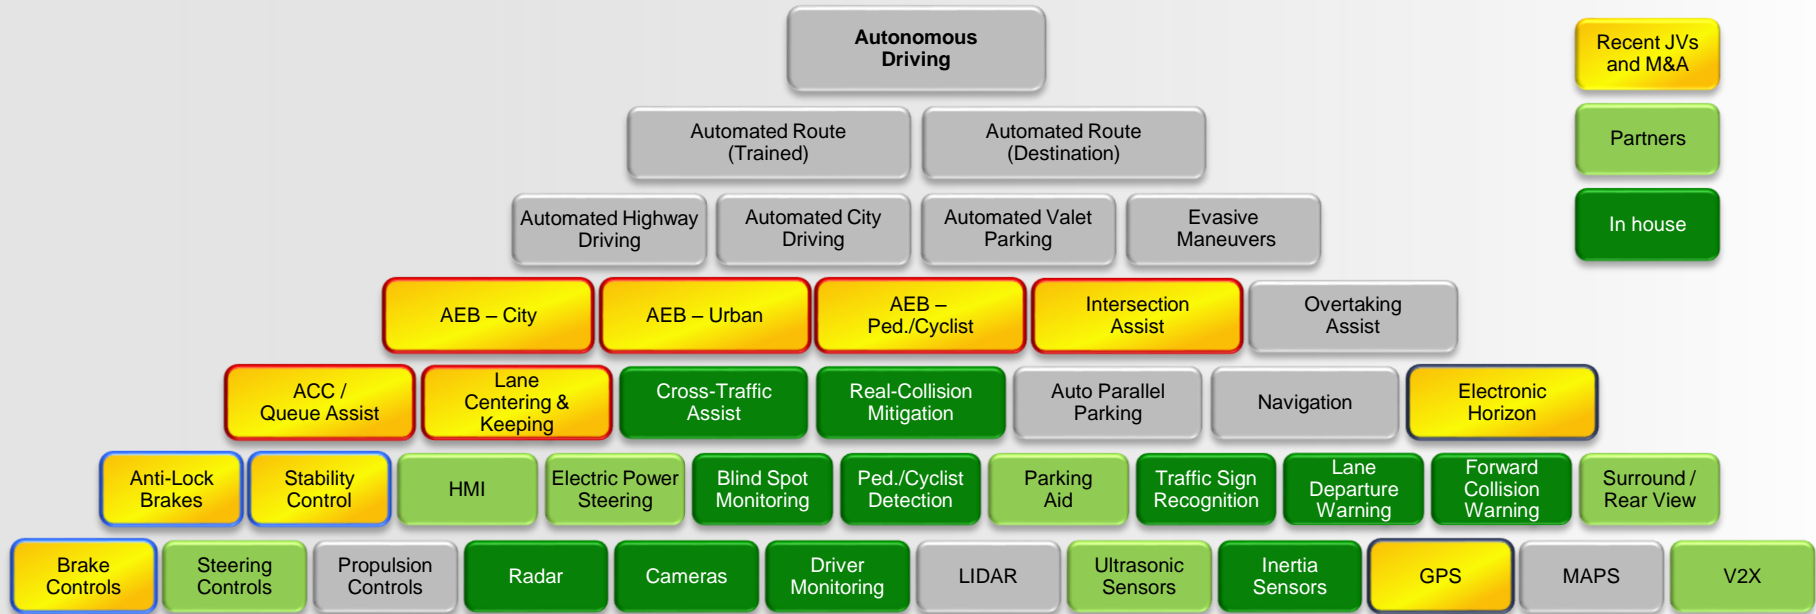 Autonomous
Driving
Recent JVs
and M&A
Automated Route
(Trained)
Automated Route
(Destination)
Partners
Automated Highway
Driving
Automated City
Driving
Automated Valet
Parking
Evasive
Maneuvers
In house
AEB – City
AEB – Urban
AEB –
Ped./Cyclist
Intersection
Assist
Overtaking
Assist
ACC /
Queue Assist
Lane
Centering &
Keeping
Cross-Traffic
Assist
Real-Collision
Mitigation
Auto Parallel
Parking
Navigation
Electronic
Horizon
Anti-Lock
Brakes
Stability
Control
HMI
Electric Power
Steering
Blind Spot
Monitoring
Ped./Cyclist
Detection
Parking
Aid
Traffic Sign
Recognition
Lane
Departure
Warning
Forward
Collision
Warning
Surround /
Rear View
Brake
Controls
Steering
Controls
Propulsion
Controls
Radar
Cameras
Driver
Monitoring
LIDAR
Ultrasonic
Sensors
Inertia
Sensors
GPS
MAPS
V2X